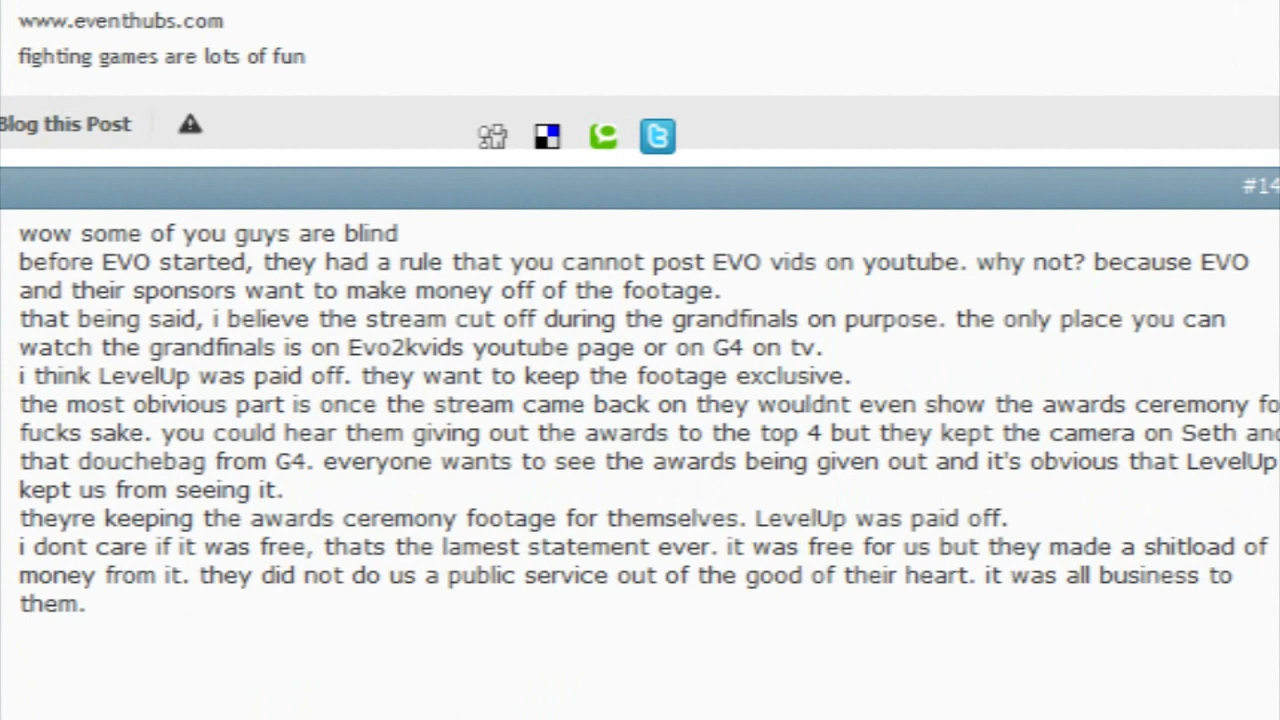 www.eventhubs.com
fighting games are lots of fun
Blog this Post
#14
wow some of you guys are blind
before EVO started, they had a rule that you cannot post EVO vids on youtube. why not? because EVO
and their sponsors want to make money off of the footage.
that being said, i believe the stream cut off during the grandfinals on purpose. the only place you can
watch the grandfinals is on Evo2kvids youtube page or on G4 on tv.
i think LevelUp was paid off. they want to keep the footage exclusive.
the most obivious part is once the stream came back on they wouldnt even show the awards ceremony fo
fucks sake. you could hear them giving out the awards to the top 4 but they kept the camera on Seth and
that douchebag from G4. everyone wants to see the awards being given out and it's obvious that LevelUp
kept us from seeing it.
theyre keeping the awards ceremony footage for themselves. LevelUp was paid off.
i dont care if it was free, thats the lamest statement ever. it was free for us but they made a shitload of
money from it. they did not do us a public service out of the good of their heart. it was all business to
them.